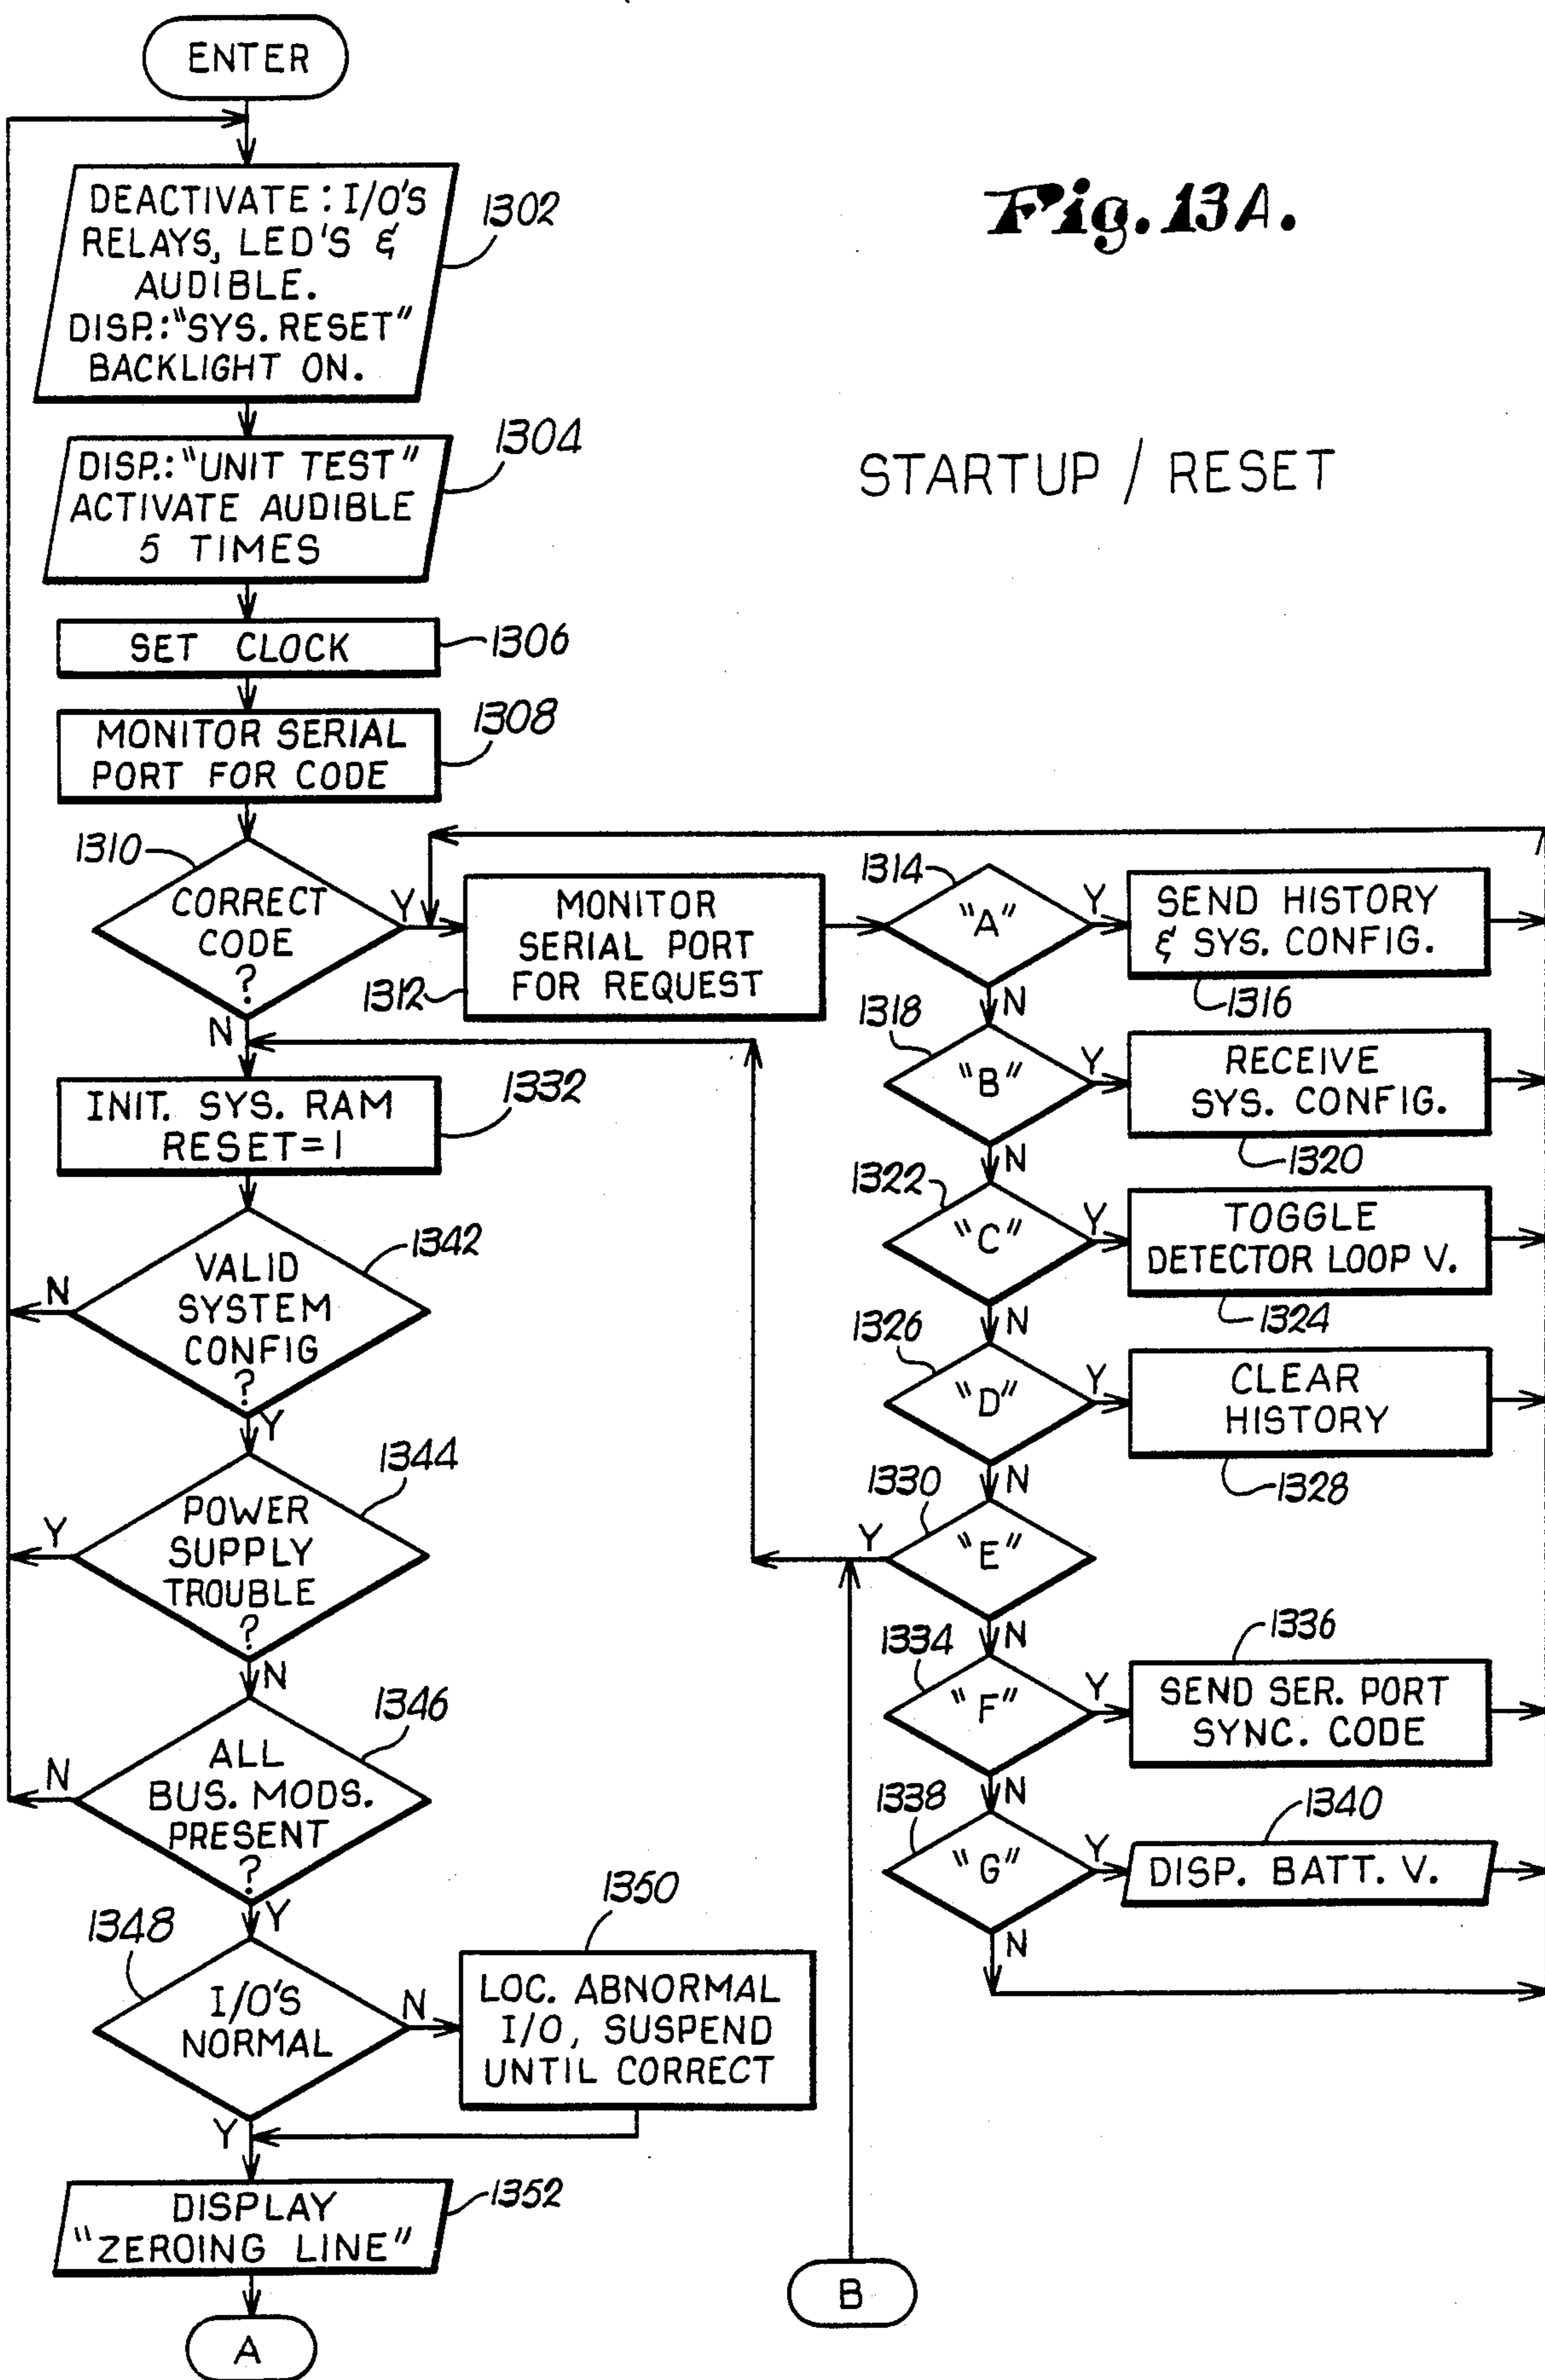 ENTER
Fig. 13A.
STARTUP / RESET
DEACTIVATE: I/O'S
RELAYS, LED'S &
AUDIBLE.
DISP.: "SYS. RESET"
BACKLIGHT ON.
1302
DISP.: "UNIT TEST"
ACTIVATE AUDIBLE
5 TIMES
1304
SET CLOCK
1306
MONITOR SERIAL
PORT FOR CODE
1308
1310
CORRECT
CODE
?
Y
N
MONITOR
SERIAL PORT
FOR REQUEST
1312
1314
"A"
Y
N
SEND HISTORY
& SYS. CONFIG.
1316
1318
"B"
Y
N
RECEIVE
SYS. CONFIG.
1320
1322
"C"
Y
N
TOGGLE
DETECTOR LOOP V.
1324
1326
"D"
Y
N
CLEAR
HISTORY
1328
1330
"E"
Y
N
1334
"F"
Y
N
1336
SEND SER. PORT
SYNC. CODE
1338
"G"
Y
N
1340
DISP. BATT. V.
INIT. SYS. RAM
RESET=1
1332
VALID
SYSTEM
CONFIG
?
1342
N
Y
POWER
SUPPLY
TROUBLE
?
1344
Y
N
ALL
BUS. MODS.
PRESENT
?
1346
N
Y
1348
I/O'S
NORMAL
N
Y
1350
LOC. ABNORMAL
I/O, SUSPEND
UNTIL CORRECT
DISPLAY
"ZEROING LINE"
1352
A
B